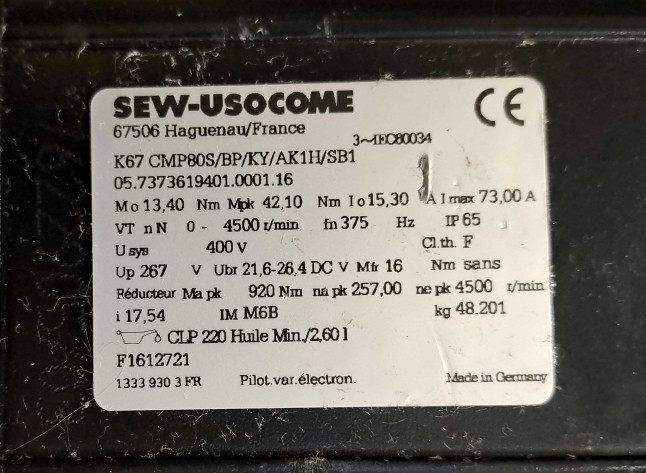 SEW-USOCOME CE
67506 Haguenau/France
3~IEC60034
K67 CMP80S/BP/KY/AK1H/SB1
05.7373619401.0001.16
Mo 13,40 Nm Mpk 42,10 Nm Io 15,30 A Imax 73,00 A
VT nN 0 - 4500 r/min fn 375 Hz IP 65
Usys 400 V Cl.th. F
Up 267 V Ubr 21,6-26,4 DC V Mfr 16 Nm sans
Réducteur Ma pk 920 Nm na pk 257,00 ne pk 4500 r/min
i 17,54 IM M6B kg 48.201
CLP 220 Huile Min./2,60 l
F1612721
1333 930 3 FR Pilot.var.électron. Made in Germany